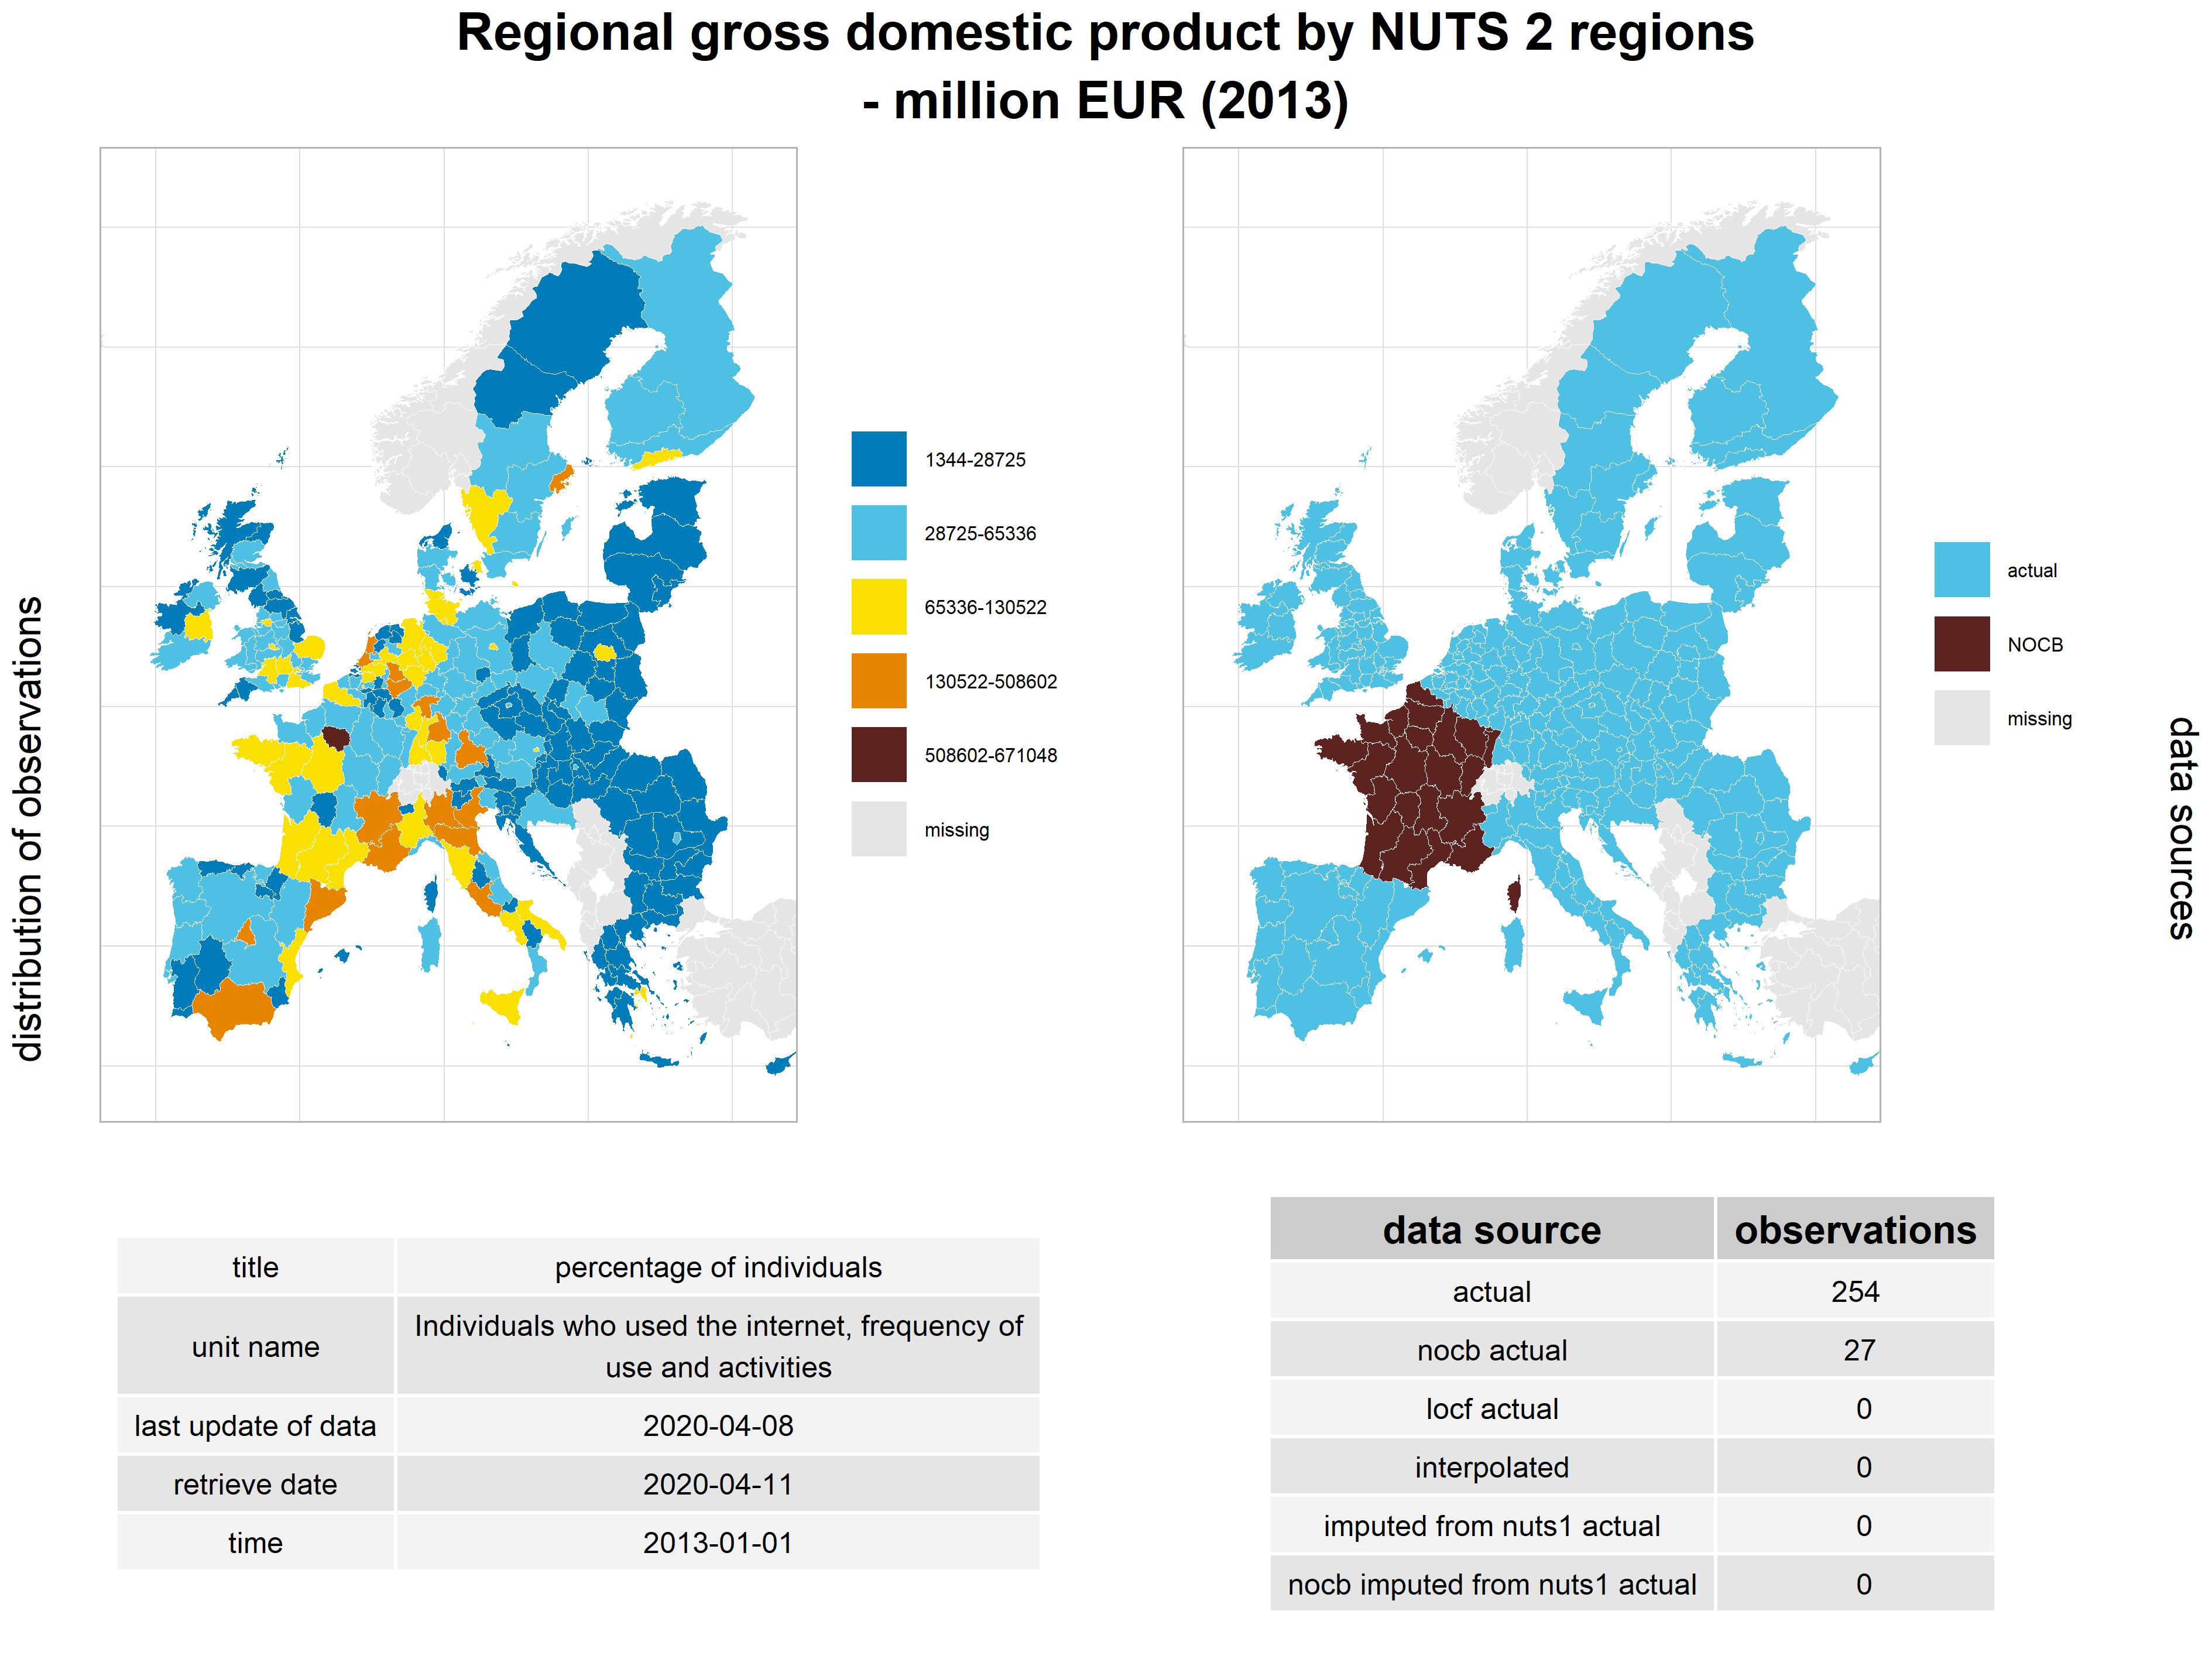 Regional gross domestic product by NUTS 2 regions
- million EUR (2013)
distribution of observations
1344-28725
28725-65336
65336-130522
130522-508602
508602-671048
missing
actual
NOCB
missing
data sources
title
percentage of individuals
unit name
Individuals who used the internet, frequency of
use and activities
last update of data
2020-04-08
retrieve date
2020-04-11
time
2013-01-01
data source
observations
actual
254
nocb actual
27
locf actual
0
interpolated
0
imputed from nuts1 actual
0
nocb imputed from nuts1 actual
0